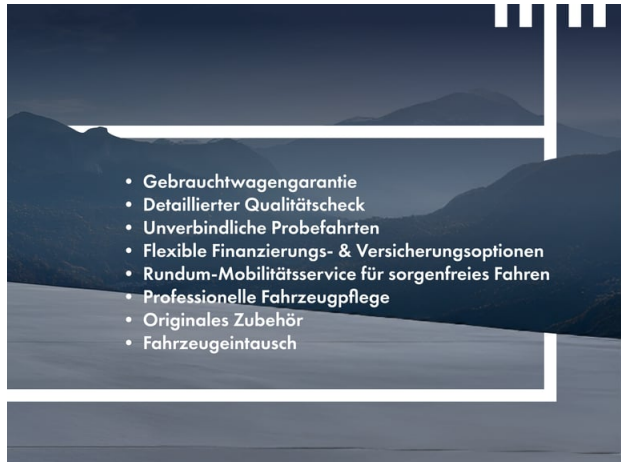 • Gebrauchtwagengarantie
• Detaillierter Qualitätscheck
• Unverbindliche Probefahrten
• Flexible Finanzierungs- & Versicherungsoptionen
• Rundum-Mobilitätsservice für sorgenfreies Fahren
• Professionelle Fahrzeugpflege
• Originales Zubehör
• Fahrzeugeintausch